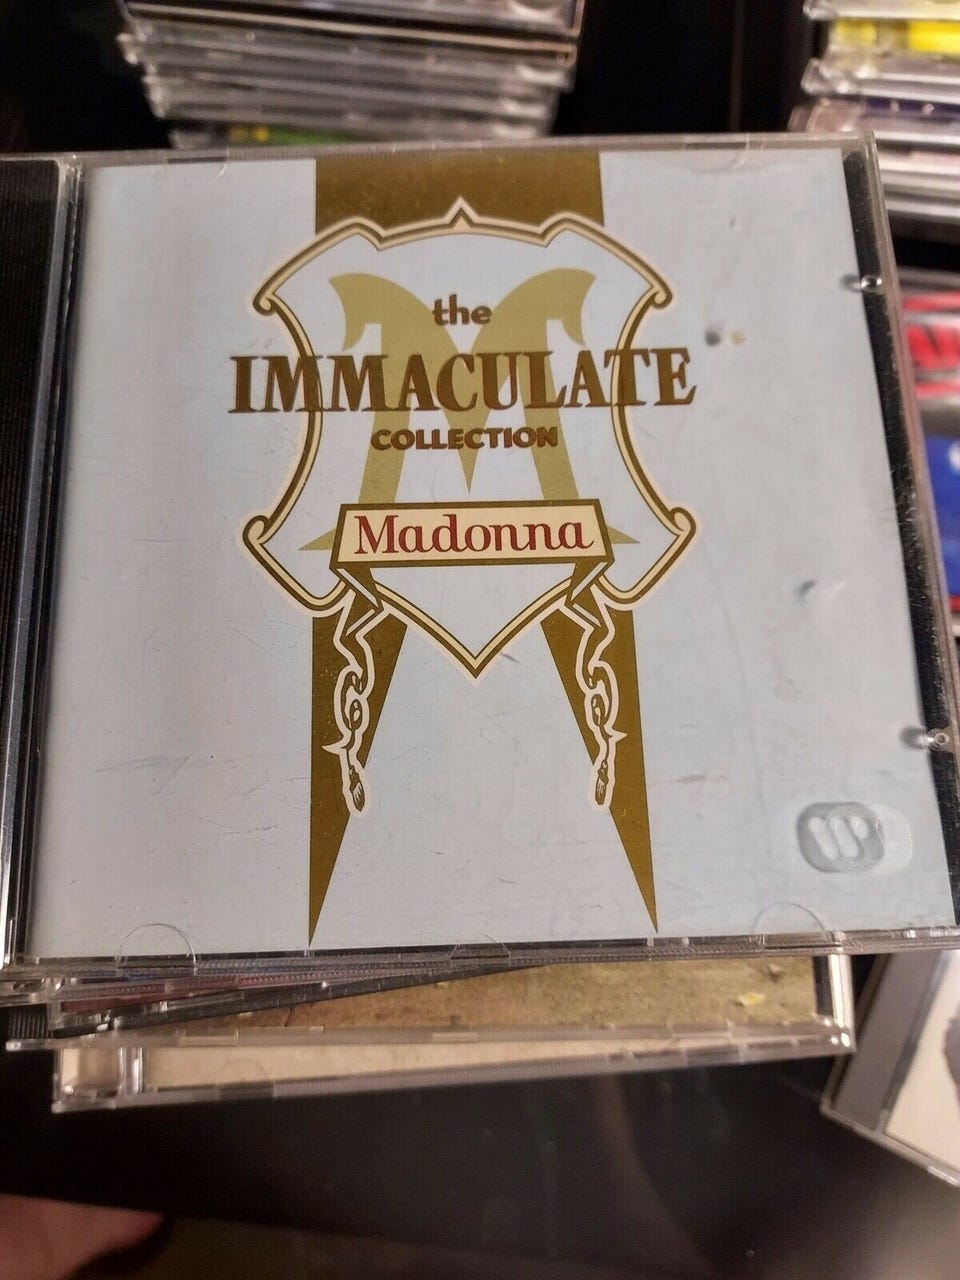 the
IMMACULATE
COLLECTION
Madonna